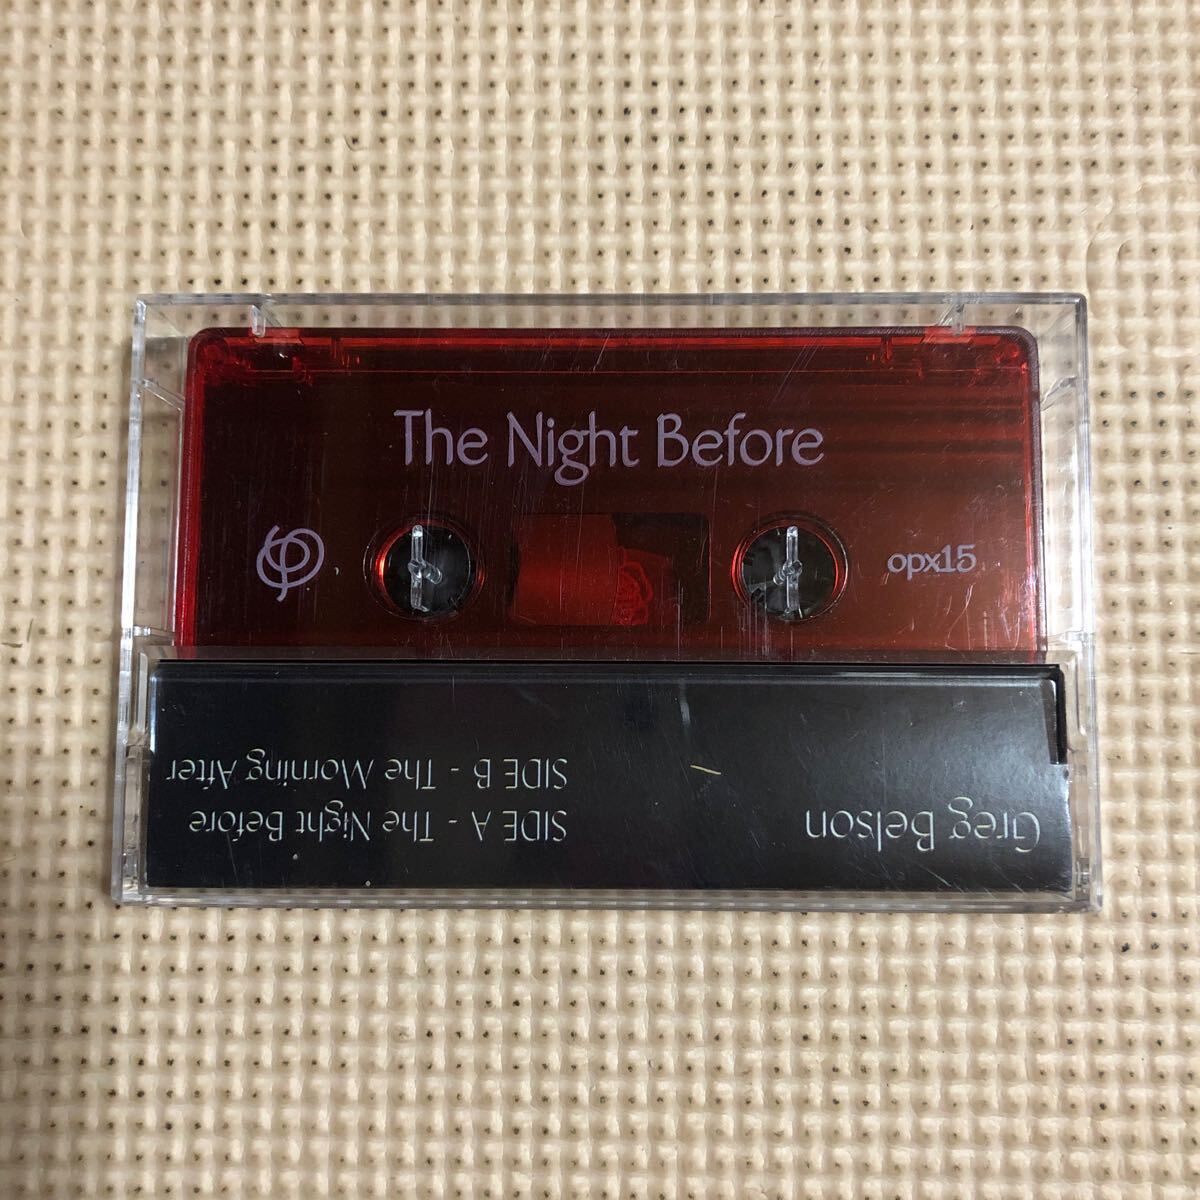 The Night Before
opx15
Greg Belson
SIDE A - The Night Before
SIDE B - The Morning After